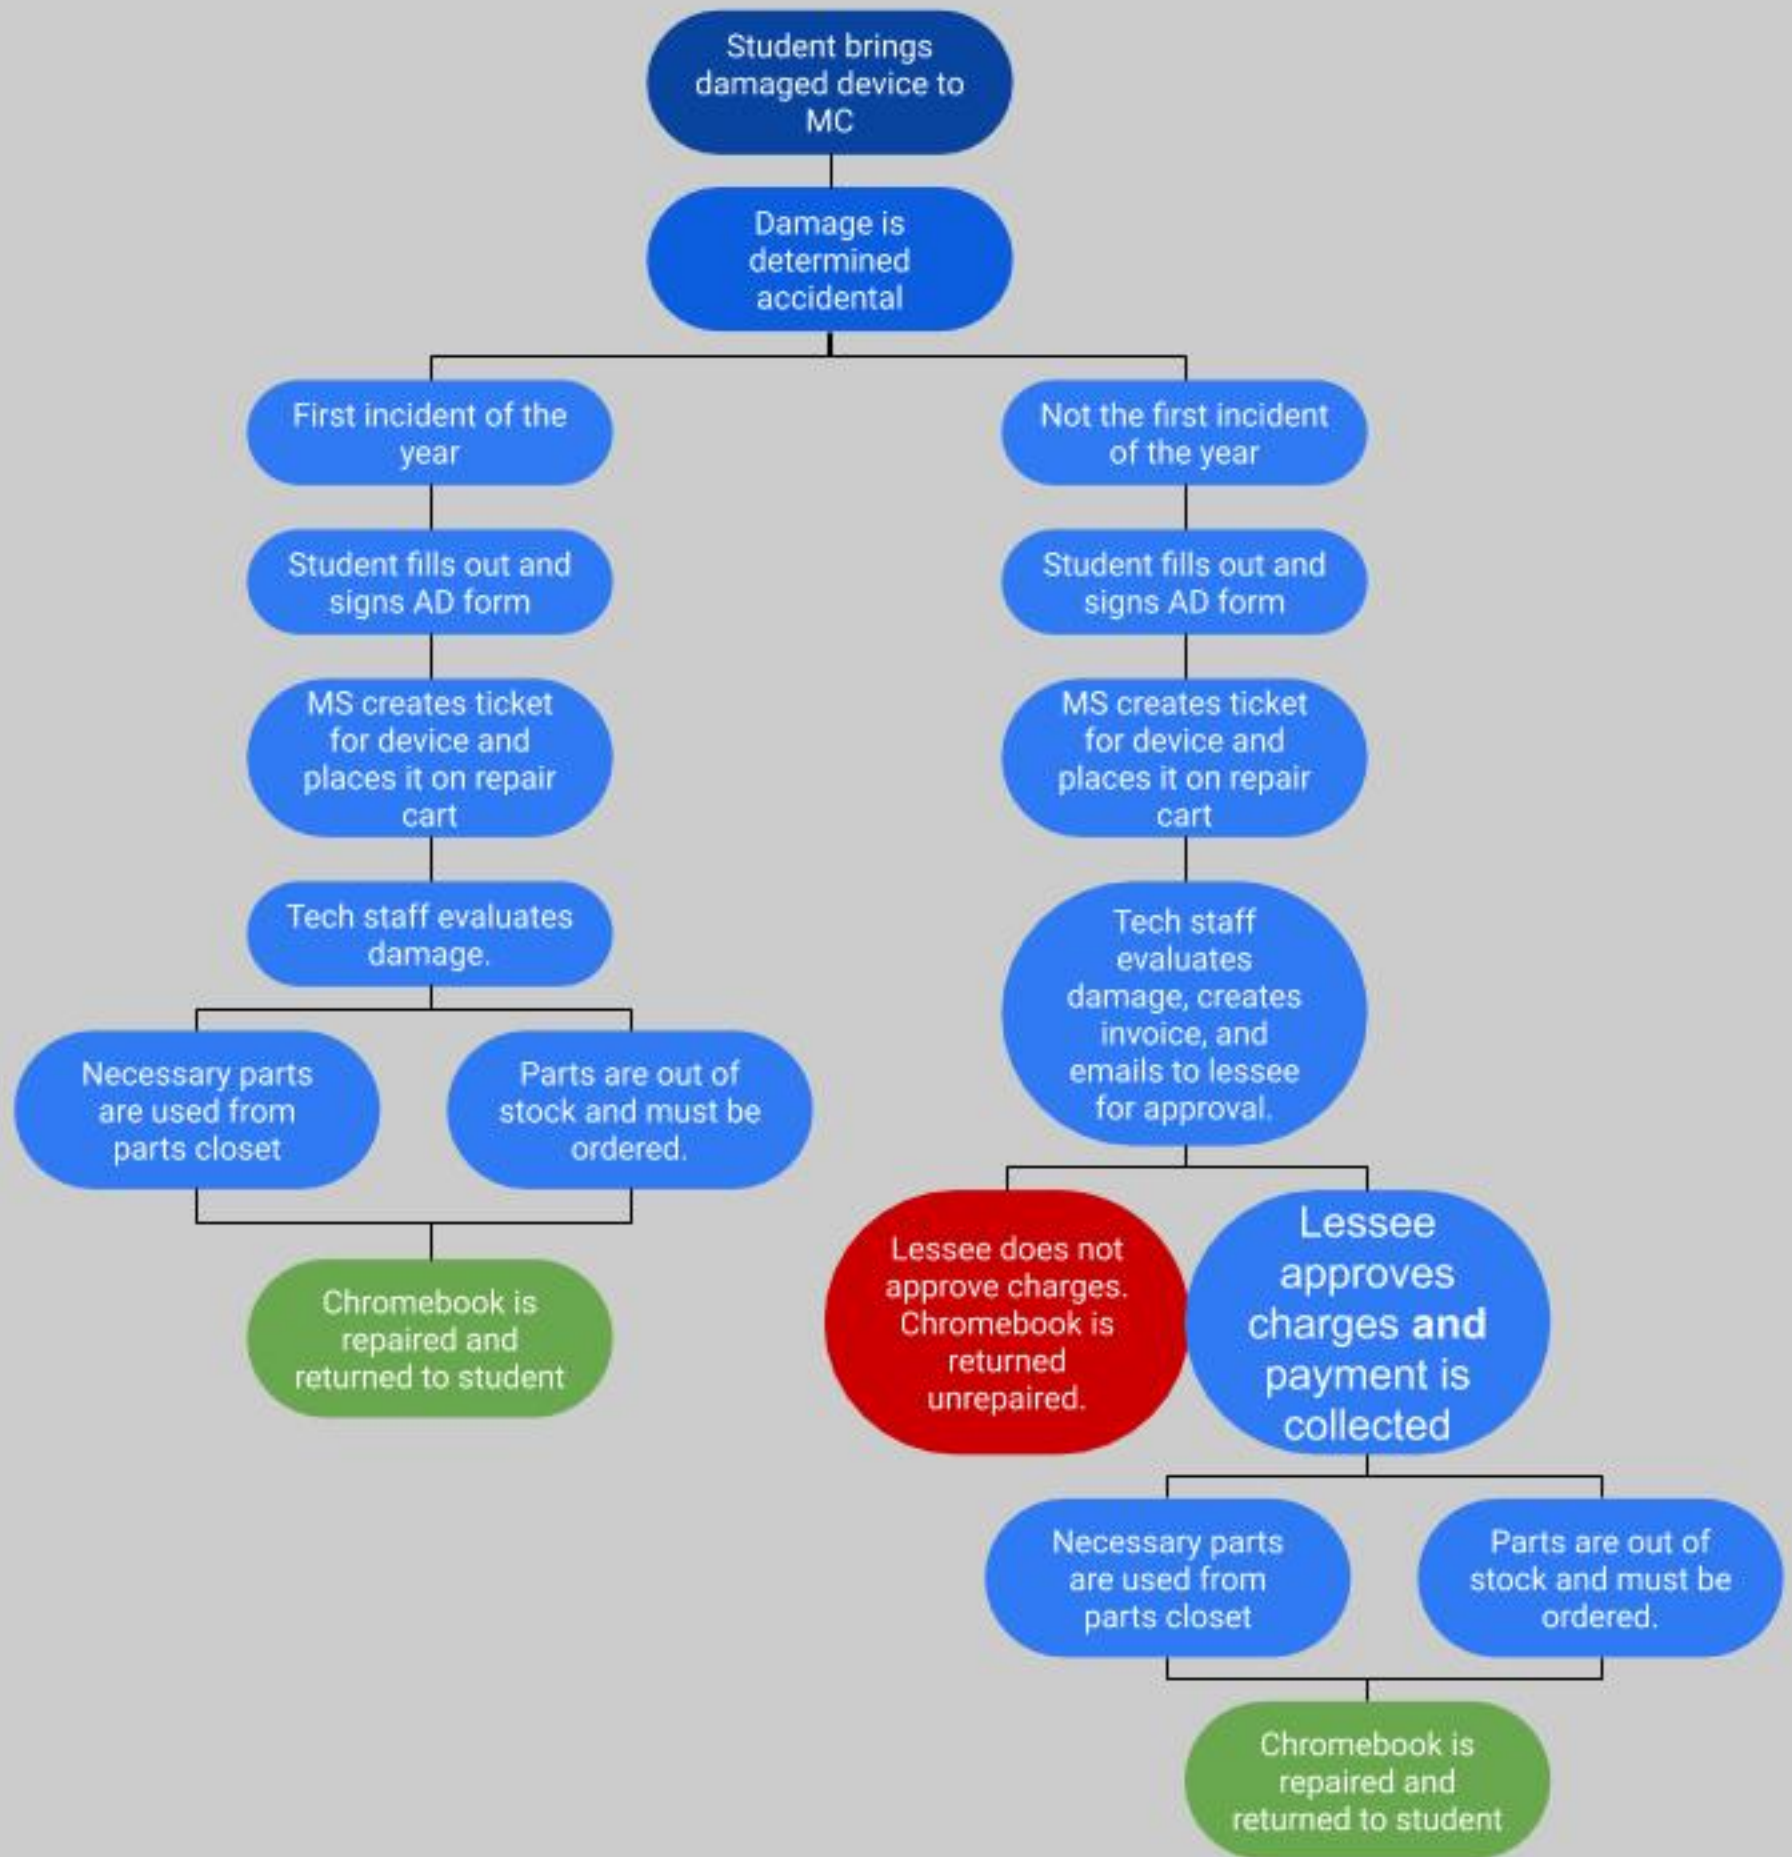 Student brings
damaged device to
MC
Damage is
determined
accidental
First incident of the
year
Student fills out and
signs AD form
MS creates ticket
for device and
places it on repair
cart
Tech staff evaluates
damage.
Necessary parts
are used from
parts closet
Parts are out of
stock and must be
ordered.
Chromebook is
repaired and
returned to student
Not the first incident
of the year
Student fills out and
signs AD form
MS creates ticket
for device and
places it on repair
cart
Tech staff
evaluates
damage, creates
invoice, and
emails to lessee
for approval.
Lessee does not
approve charges.
Chromebook is
returned
unrepaired.
Lessee
approves
charges and
payment is
collected
Necessary parts
are used from
parts closet
Parts are out of
stock and must be
ordered.
Chromebook is
repaired and
returned to student